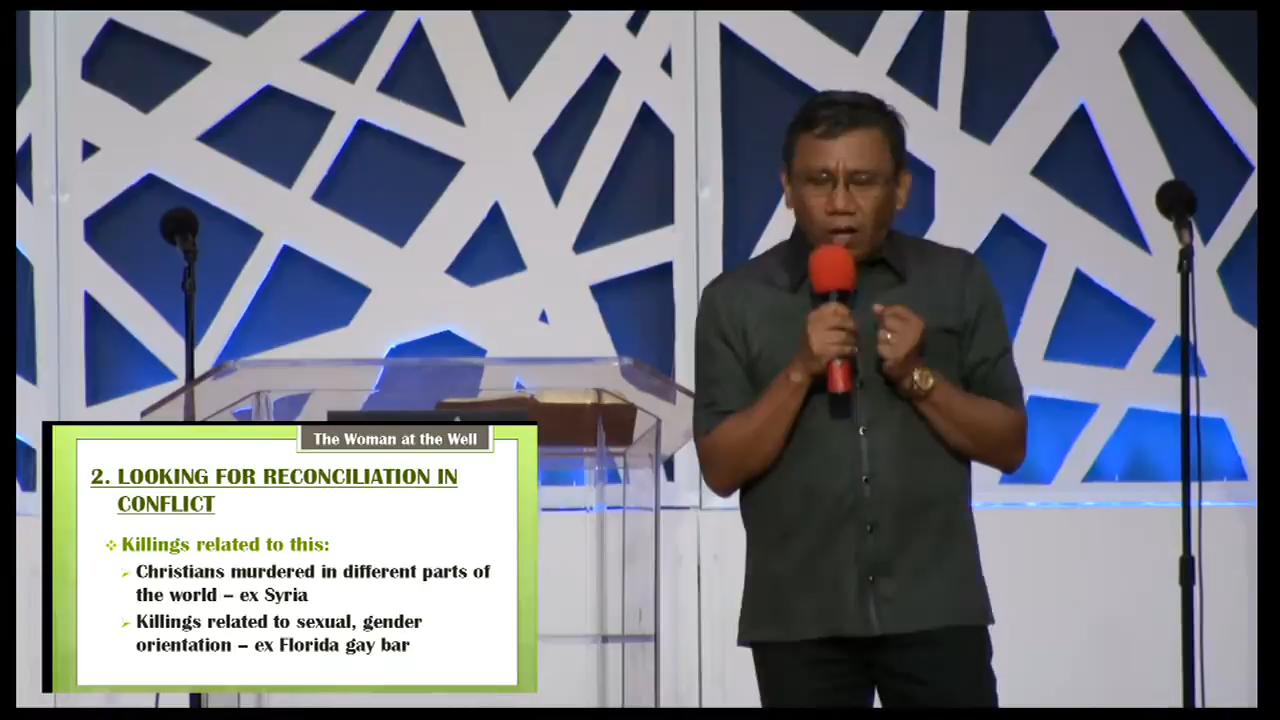 The Woman at the Well
2. LOOKING FOR RECONCILIATION IN
CONFLICT
Killings related to this:
Christians murdered in different parts of
the world – ex Syria
Killings related to sexual, gender
orientation – ex Florida gay bar